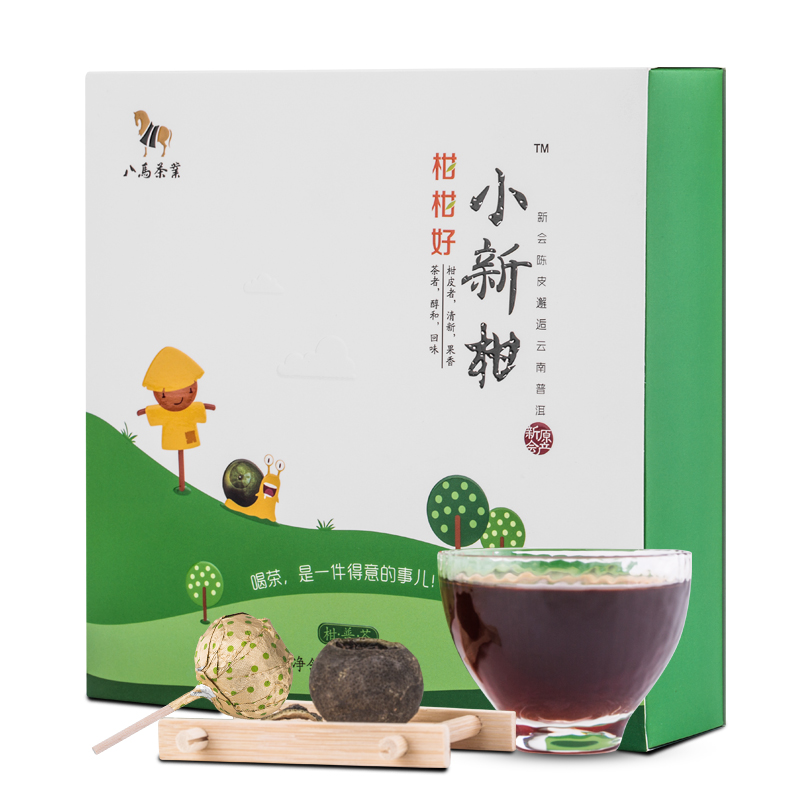 八馬茶業
TM
小新柑
柑柑好
柑皮者，清新，果香
茶者，醇和，回味
新会陈皮邂逅云南普洱
新会原产
喝茶，是一件得意的事儿！
柑·普·茶
净